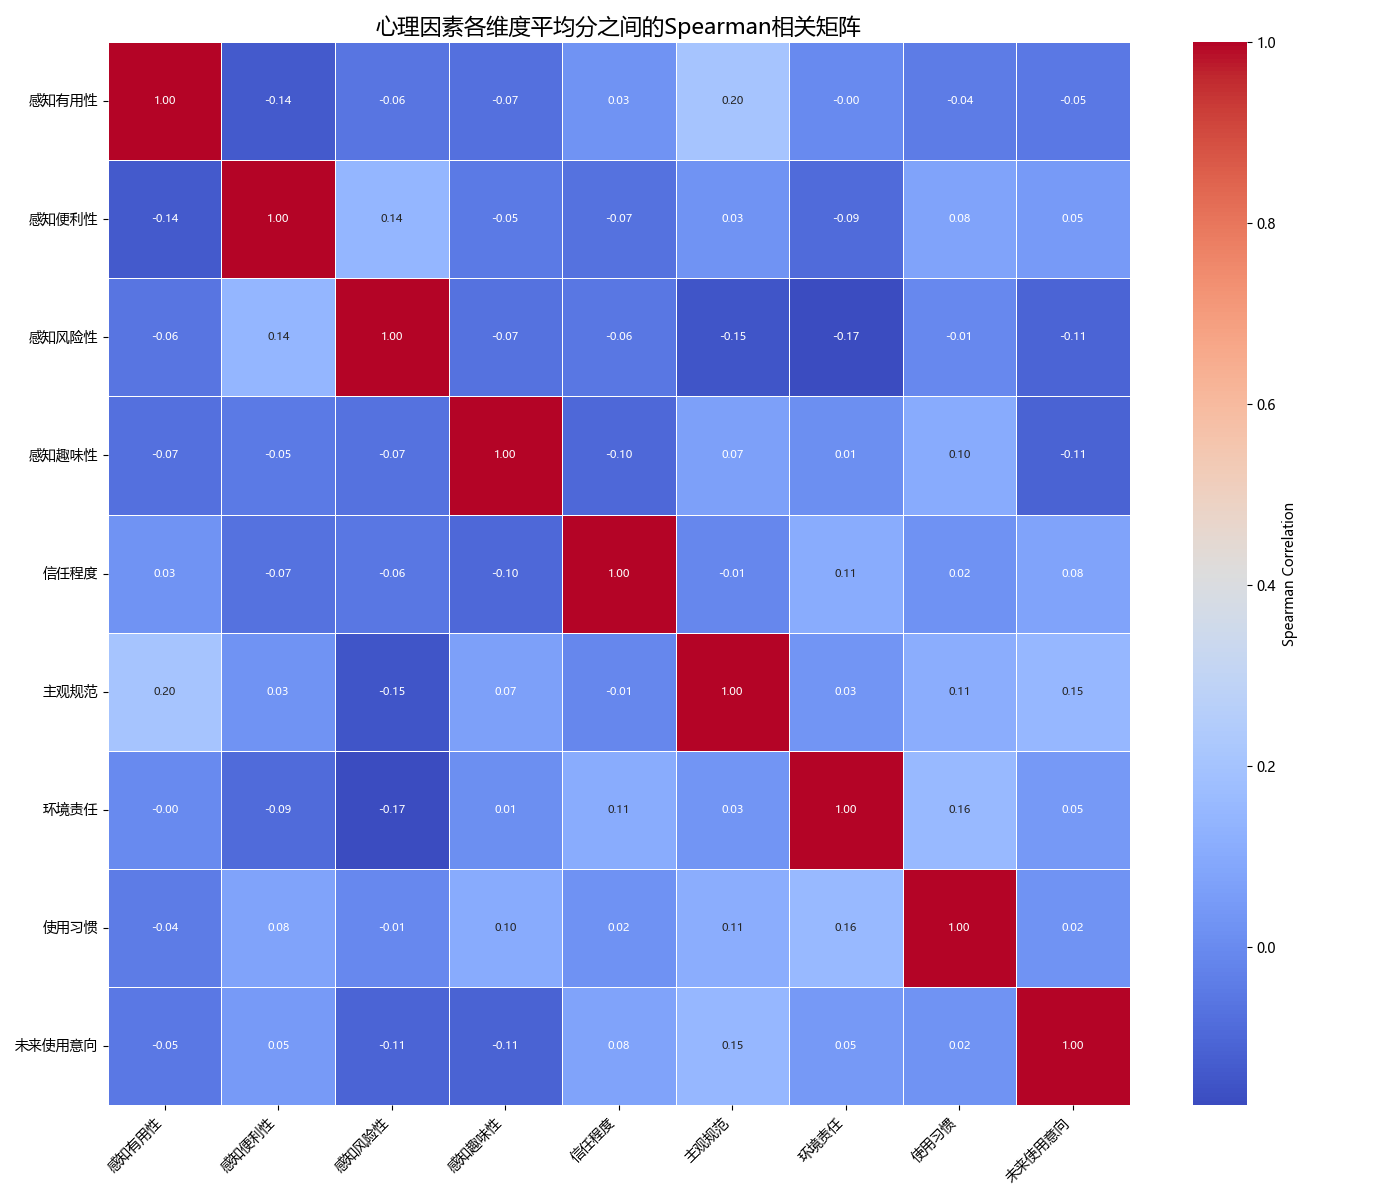 心理因素各维度平均分之间的Spearman相关矩阵
感知有用性 1.00 -0.14 -0.06 -0.07 0.03 0.20 -0.00 -0.04 -0.05
感知便利性 -0.14 1.00 0.14 -0.05 -0.07 0.03 -0.09 0.08 0.05
感知风险性 -0.06 0.14 1.00 -0.07 -0.06 -0.15 -0.17 -0.01 -0.11
感知趣味性 -0.07 -0.05 -0.07 1.00 -0.10 0.07 0.01 0.10 -0.11
信任程度 0.03 -0.07 -0.06 -0.10 1.00 -0.01 0.11 0.02 0.08
主观规范 0.20 0.03 -0.15 0.07 -0.01 1.00 0.03 0.11 0.15
环境责任 -0.00 -0.09 -0.17 0.01 0.11 0.03 1.00 0.16 0.05
使用习惯 -0.04 0.08 -0.01 0.10 0.02 0.11 0.16 1.00 0.02
未来使用意向 -0.05 0.05 -0.11 -0.11 0.08 0.15 0.05 0.02 1.00
感知有用性 感知便利性 感知风险性 感知趣味性 信任程度 主观规范 环境责任 使用习惯 未来使用意向
1.0
0.8
0.6
0.4
0.2
0.0
Spearman Correlation